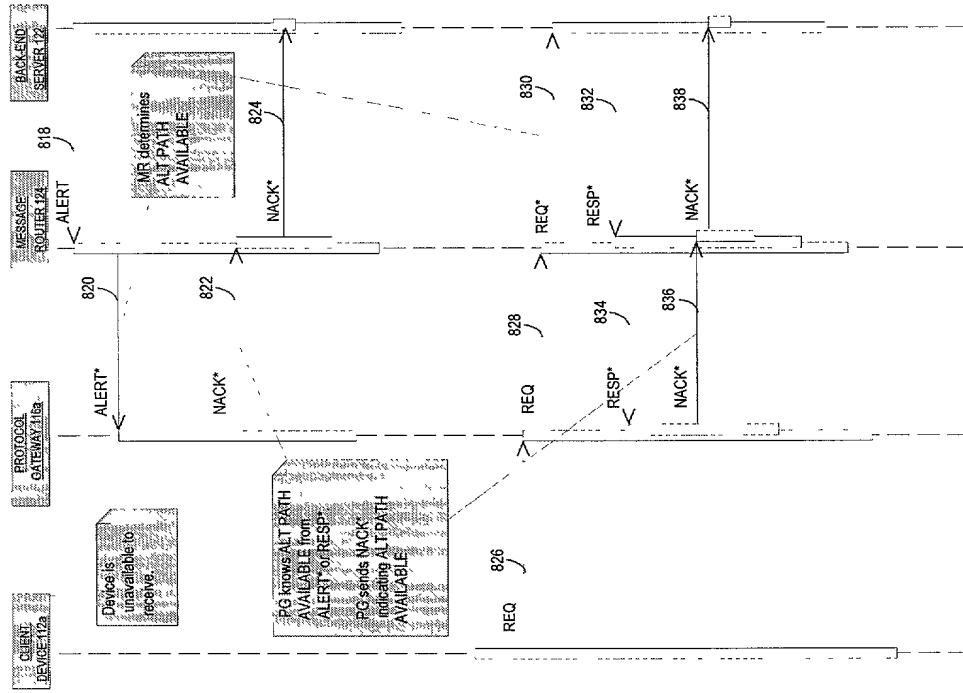 CLIENT
DEVICE 112a
PROTOCOL
GATEWAY 116a
MESSAGE
ROUTER 124
BACK-END
SERVER 122
818
ALERT
820
ALERT*
Device is
unavailable to
receive.
MR determines
ALT PATH
AVAILABLE
822
NACK*
824
NACK*
PG knows ALT PATH
AVAILABLE from
ALERT* or RESP*
PG sends NACK*
indicating ALT PATH
AVAILABLE
826
REQ
828
REQ
830
REQ*
832
RESP*
834
RESP*
836
NACK*
838
NACK*